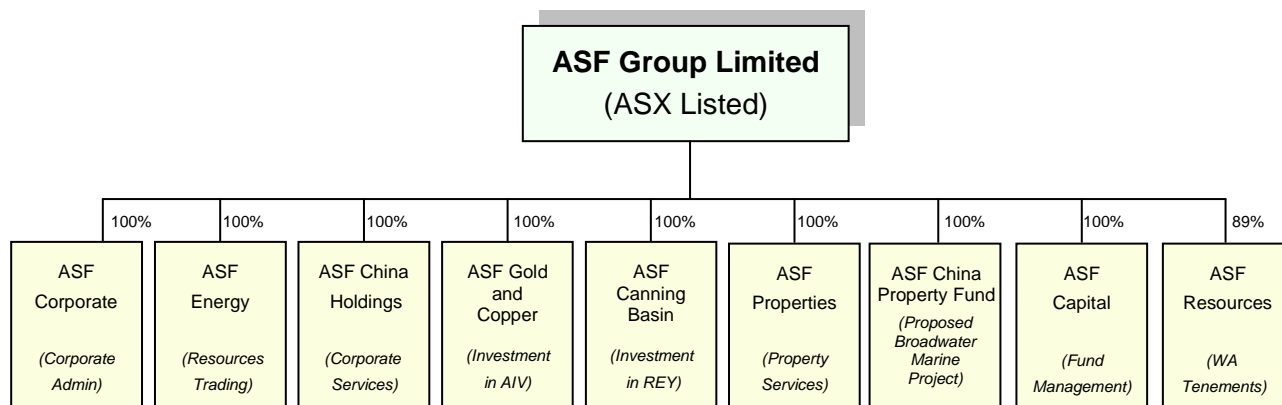 ASF Group Limited
(ASX Listed)
100%
100%
100%
100%
100%
100%
100%
100%
89%
ASF
Corporate
(Corporate
Admin)
ASF
Energy
(Resources
Trading)
ASF China
Holdings
(Corporate
Services)
ASF Gold
and
Copper
(Investment
in AIV)
ASF
Canning
Basin
(Investment
in REY)
ASF
Properties
(Property
Services)
ASF China
Property Fund
(Proposed
Broadwater
Marine
Project)
ASF
Capital
(Fund
Management)
ASF
Resources
(WA
Tenements)